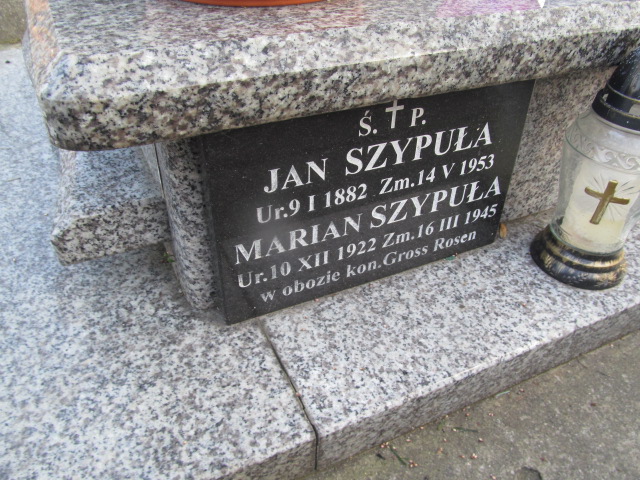 Ś. † P.
JAN SZYPUŁA
Ur.9 I 1882 Zm.14 V 1953
MARIAN SZYPUŁA
Ur.10 XII 1922 Zm.16 III 1945
w obozie kon.Gross Rosen